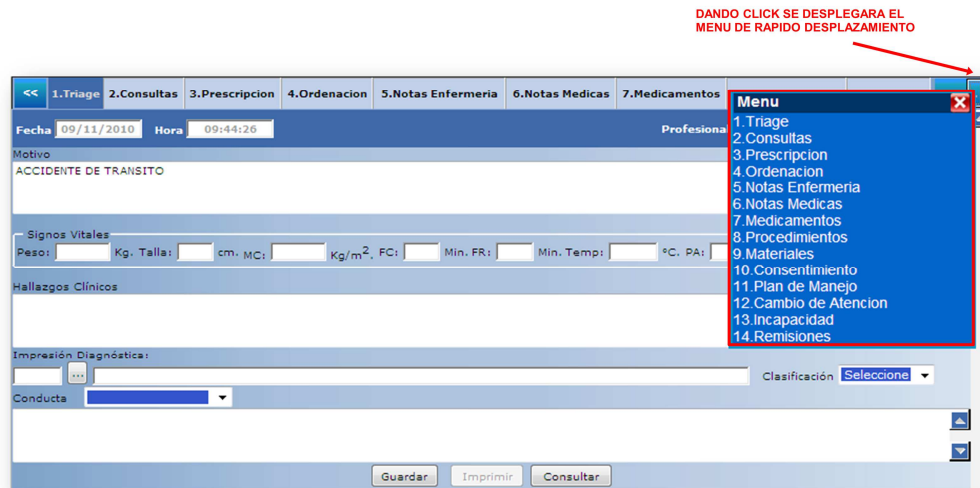 DANDO CLICK SE DESPLEGARA EL
MENU DE RAPIDO DESPLAZAMIENTO
<< 1.Triage 2.Consultas 3.Prescripcion 4.Ordenacion 5.Notas Enfermeria 6.Notas Medicas 7.Medicamentos
Fecha 09/11/2010 Hora 09:44:26 Profesional
Motivo
ACCIDENTE DE TRANSITO
Signos Vitales
Peso: Kg. Talla: cm. MC: Kg/m². FC: Min. FR: Min. Temp: °C. PA:
Hallazgos Clínicos
Menu X
1.Triage
2.Consultas
3.Prescripcion
4.Ordenacion
5.Notas Enfermeria
6.Notas Medicas
7.Medicamentos
8.Procedimientos
9.Materiales
10.Consentimiento
11.Plan de Manejo
12.Cambio de Atencion
13.Incapacidad
14.Remisiones
Impresión Diagnóstica:
... Clasificación Seleccione
Conducta
Guardar Imprimir Consultar